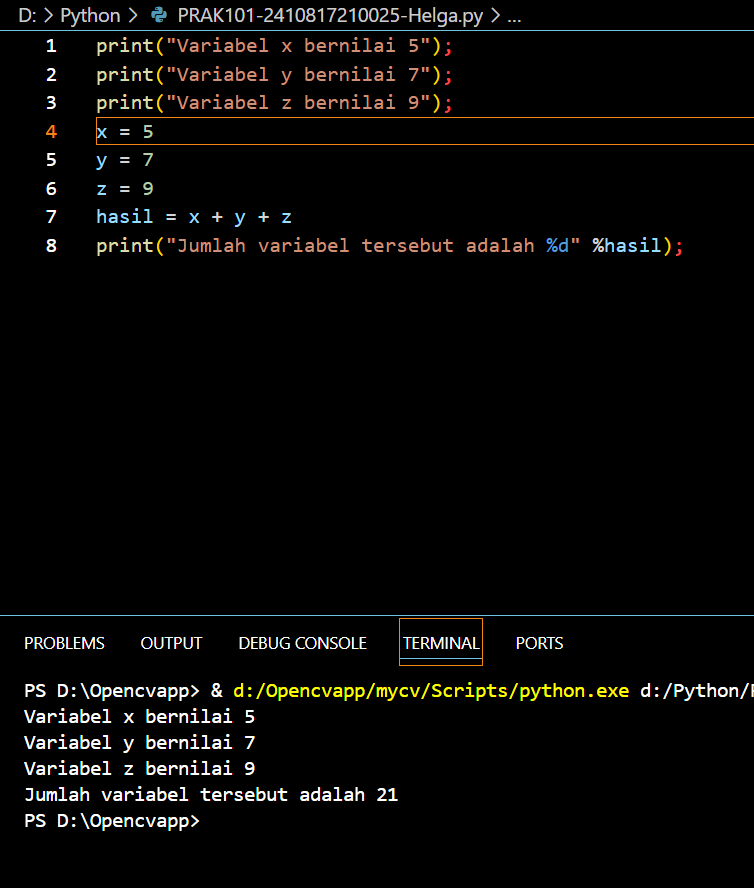 D: > Python > PRAK101-2410817210025-Helga.py > ...
1 print("Variabel x bernilai 5");
2 print("Variabel y bernilai 7");
3 print("Variabel z bernilai 9");
4 x = 5
5 y = 7
6 z = 9
7 hasil = x + y + z
8 print("Jumlah variabel tersebut adalah %d" %hasil);
PROBLEMS OUTPUT DEBUG CONSOLE TERMINAL PORTS
PS D:\Opencvapp> & d:/Opencvapp/mycv/Scripts/python.exe d:/Python/
Variabel x bernilai 5
Variabel y bernilai 7
Variabel z bernilai 9
Jumlah variabel tersebut adalah 21
PS D:\Opencvapp>